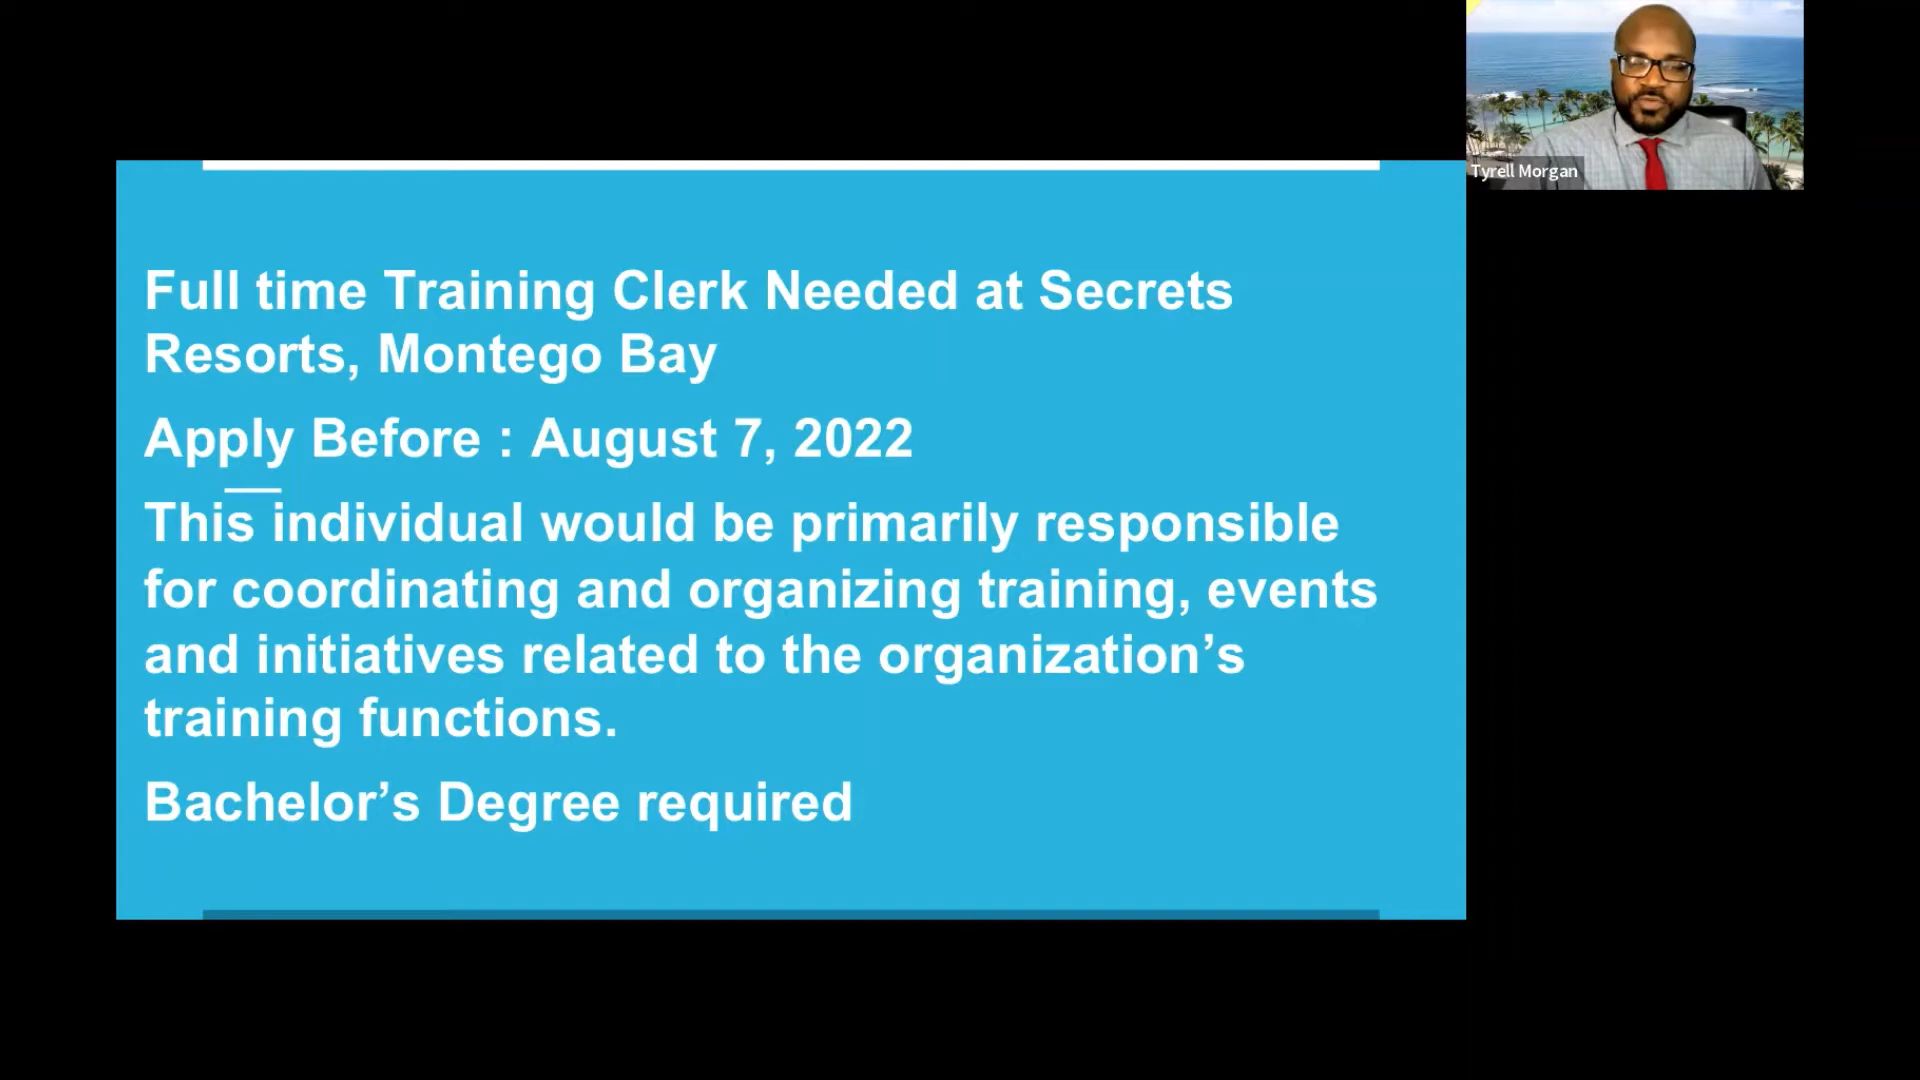 Tyrell Morgan
Full time Training Clerk Needed at Secrets
Resorts, Montego Bay
Apply Before : August 7, 2022
This individual would be primarily responsible
for coordinating and organizing training, events
and initiatives related to the organization’s
training functions.
Bachelor’s Degree required